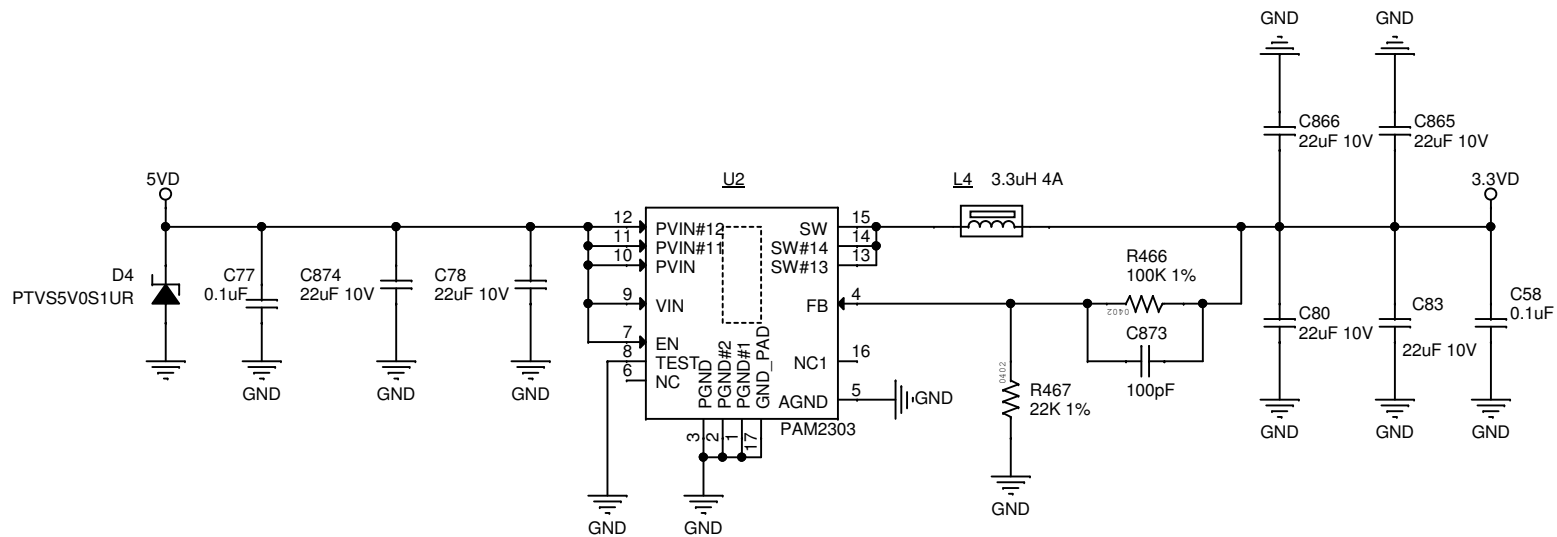 GND
GND
C866
22uF 10V
C865
22uF 10V
5VD
U2
L4 3.3uH 4A
3.3VD
D4
PTVS5V0S1UR
C77
0.1uF
C874
22uF 10V
C78
22uF 10V
12
11
10
9
7
8
6
PVIN#12
PVIN#11
PVIN
VIN
EN
TEST
NC
SW
SW#14
SW#13
FB
NC1
AGND
15
14
13
4
16
5
PGND
PGND#2
PGND#1
GND_PAD
3
2
1
17
PAM2303
GND
R466
100K 1%
0402
C873
100pF
0402
R467
22K 1%
C80
22uF 10V
C83
22uF 10V
C58
0.1uF
GND
GND
GND
GND
GND
GND
GND
GND
GND